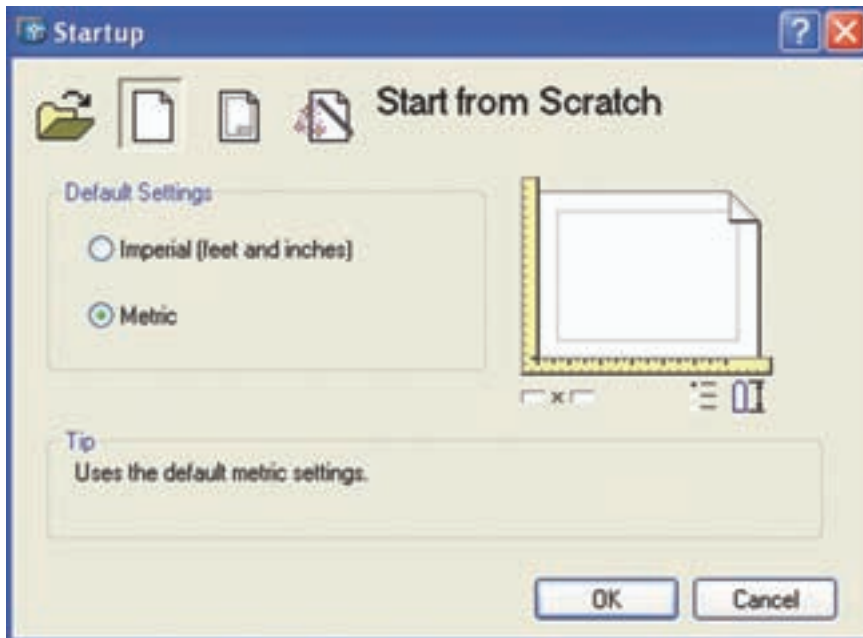 Startup
Start from Scratch
Default Settings
Imperial (feet and inches)
Metric
Tip
Uses the default metric settings.
OK
Cancel